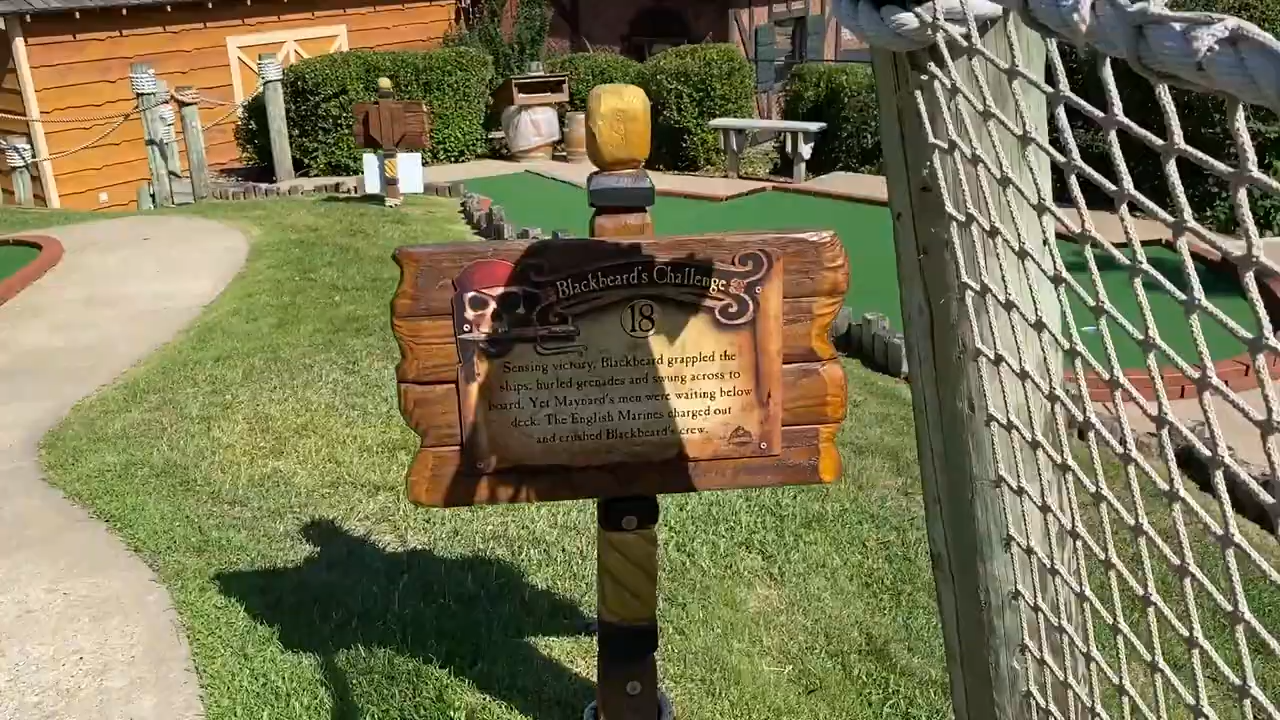 Blackbeard's Challenge
18
Sensing victory, Blackbeard grappled the
ships, hurled grenades and swung across to
board. Yet Maynard's men were waiting below
deck. The English Marines charged out
and crushed Blackbeard's crew.